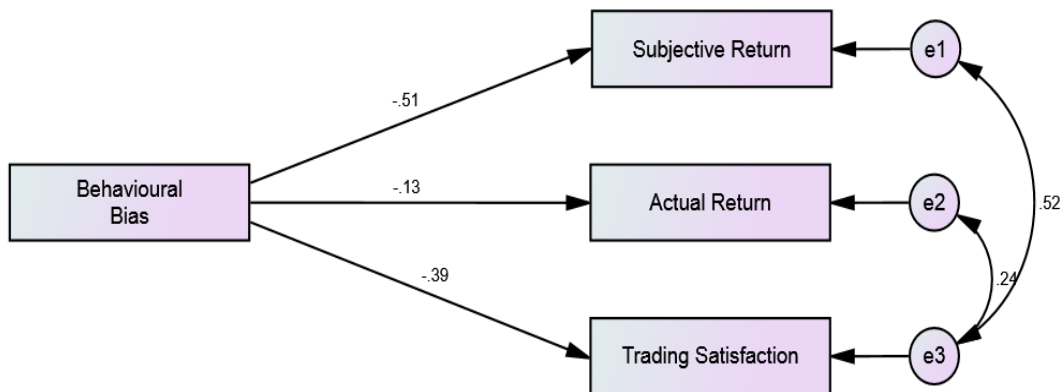 Subjective Return
e1
-.51
Behavioural
Bias
-.13
Actual Return
e2
.52
-.39
.24
Trading Satisfaction
e3